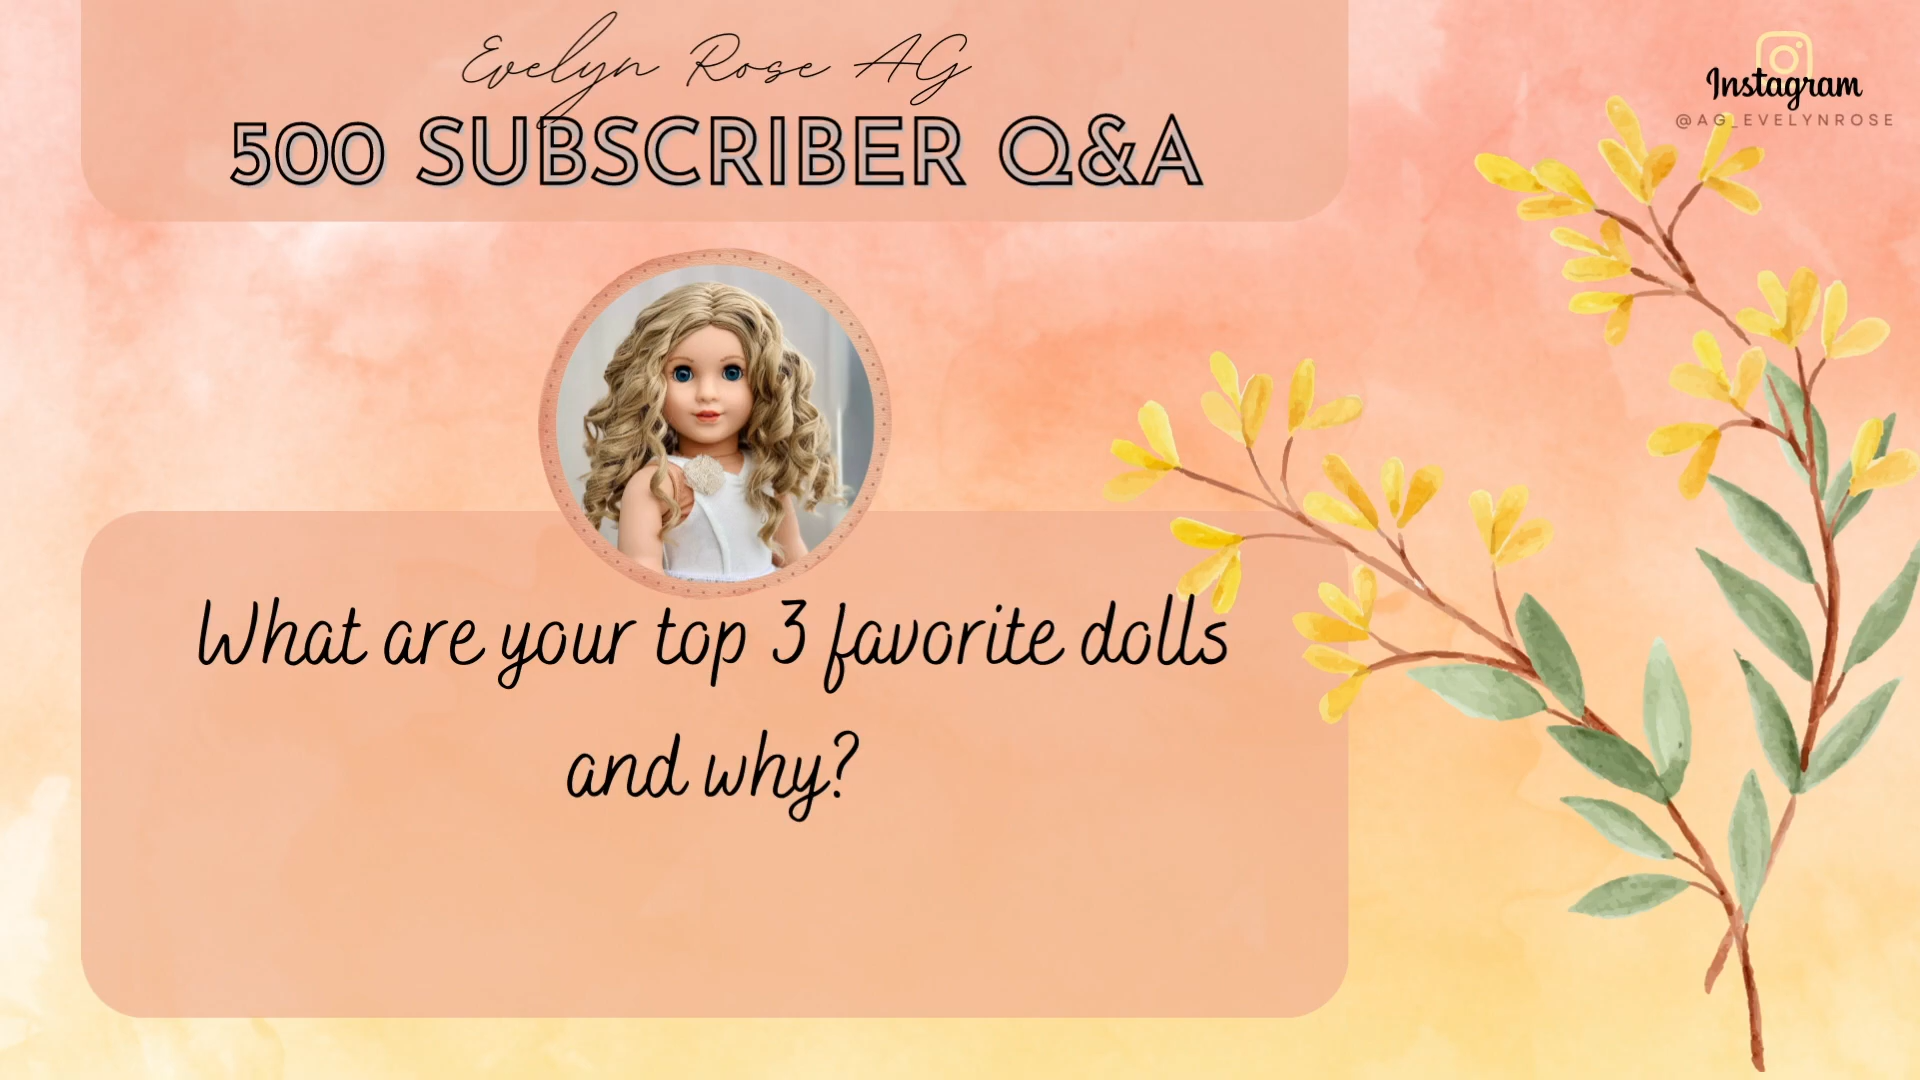 Evelyn Rose AG
500 SUBSCRIBER Q&A
Instagram
@AG_EVELYNROSE
What are your top 3 favorite dolls
and why?